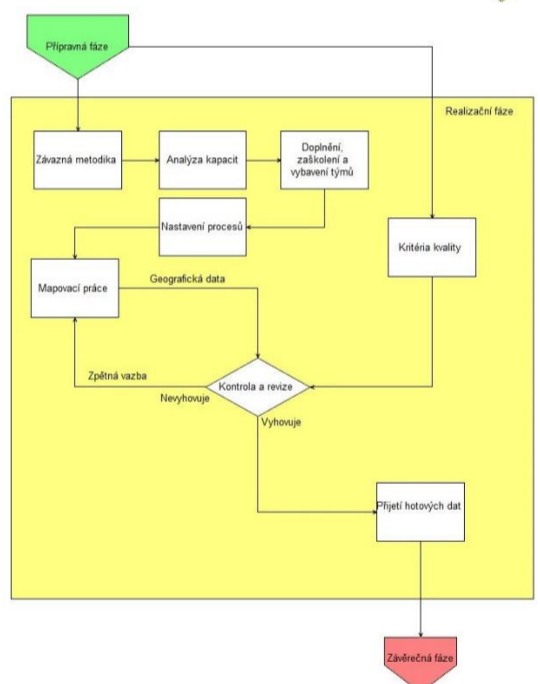 Přípravná fáze
Realizační fáze
Závazná metodika
Analýza kapacit
Doplnění,
zaškolení a
vybavení týmů
Nastavení procesů
Kritéria kvality
Mapovací práce
Geografická data
Zpětná vazba
Nevyhovuje
Kontrola a revize
Vyhovuje
Přijetí hotových dat
Závěrečná fáze